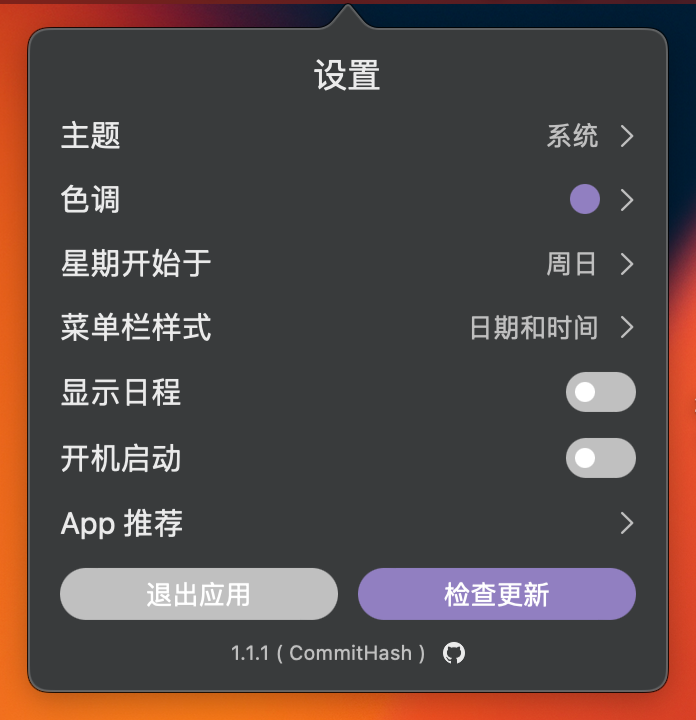 设置
主题 系统
色调
星期开始于 周日
菜单栏样式 日期和时间
显示日程
开机启动
App 推荐
退出应用 检查更新
1.1.1 ( CommitHash )